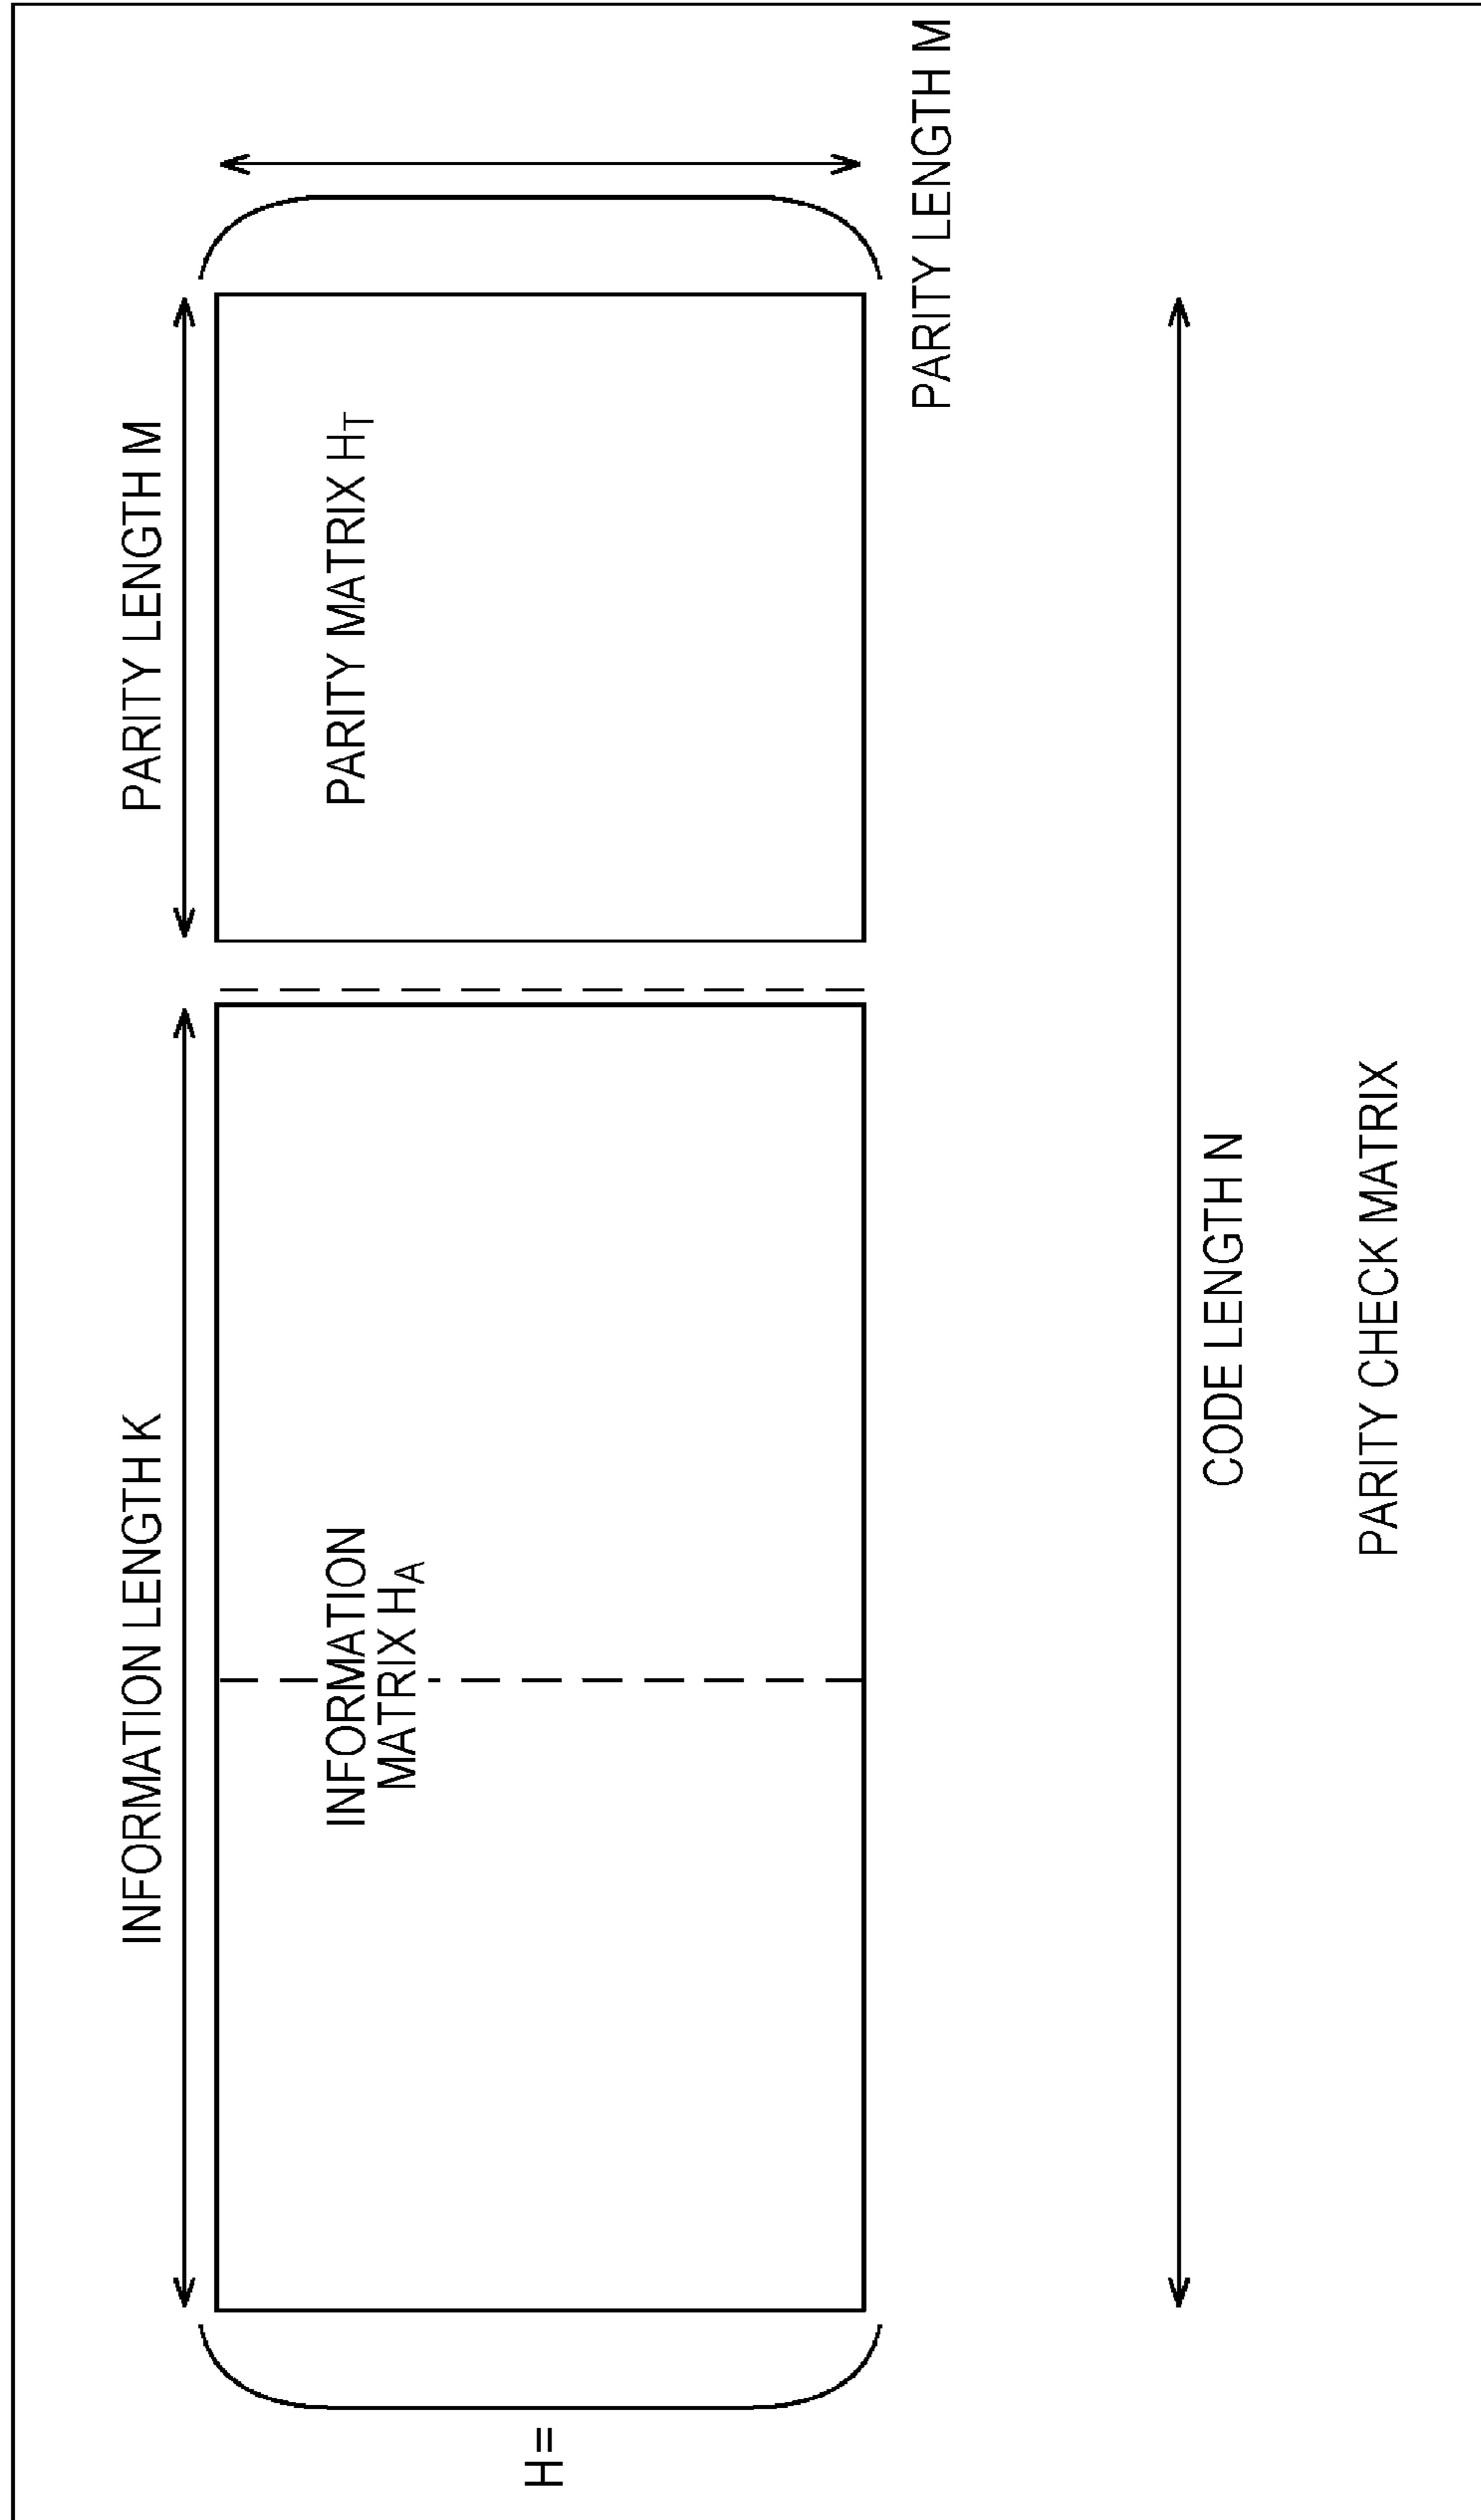 INFORMATION LENGTH K
PARITY LENGTH M
H=
INFORMATION
MATRIX HA
PARITY MATRIX HT
PARITY LENGTH M
CODE LENGTH N
PARITY CHECK MATRIX